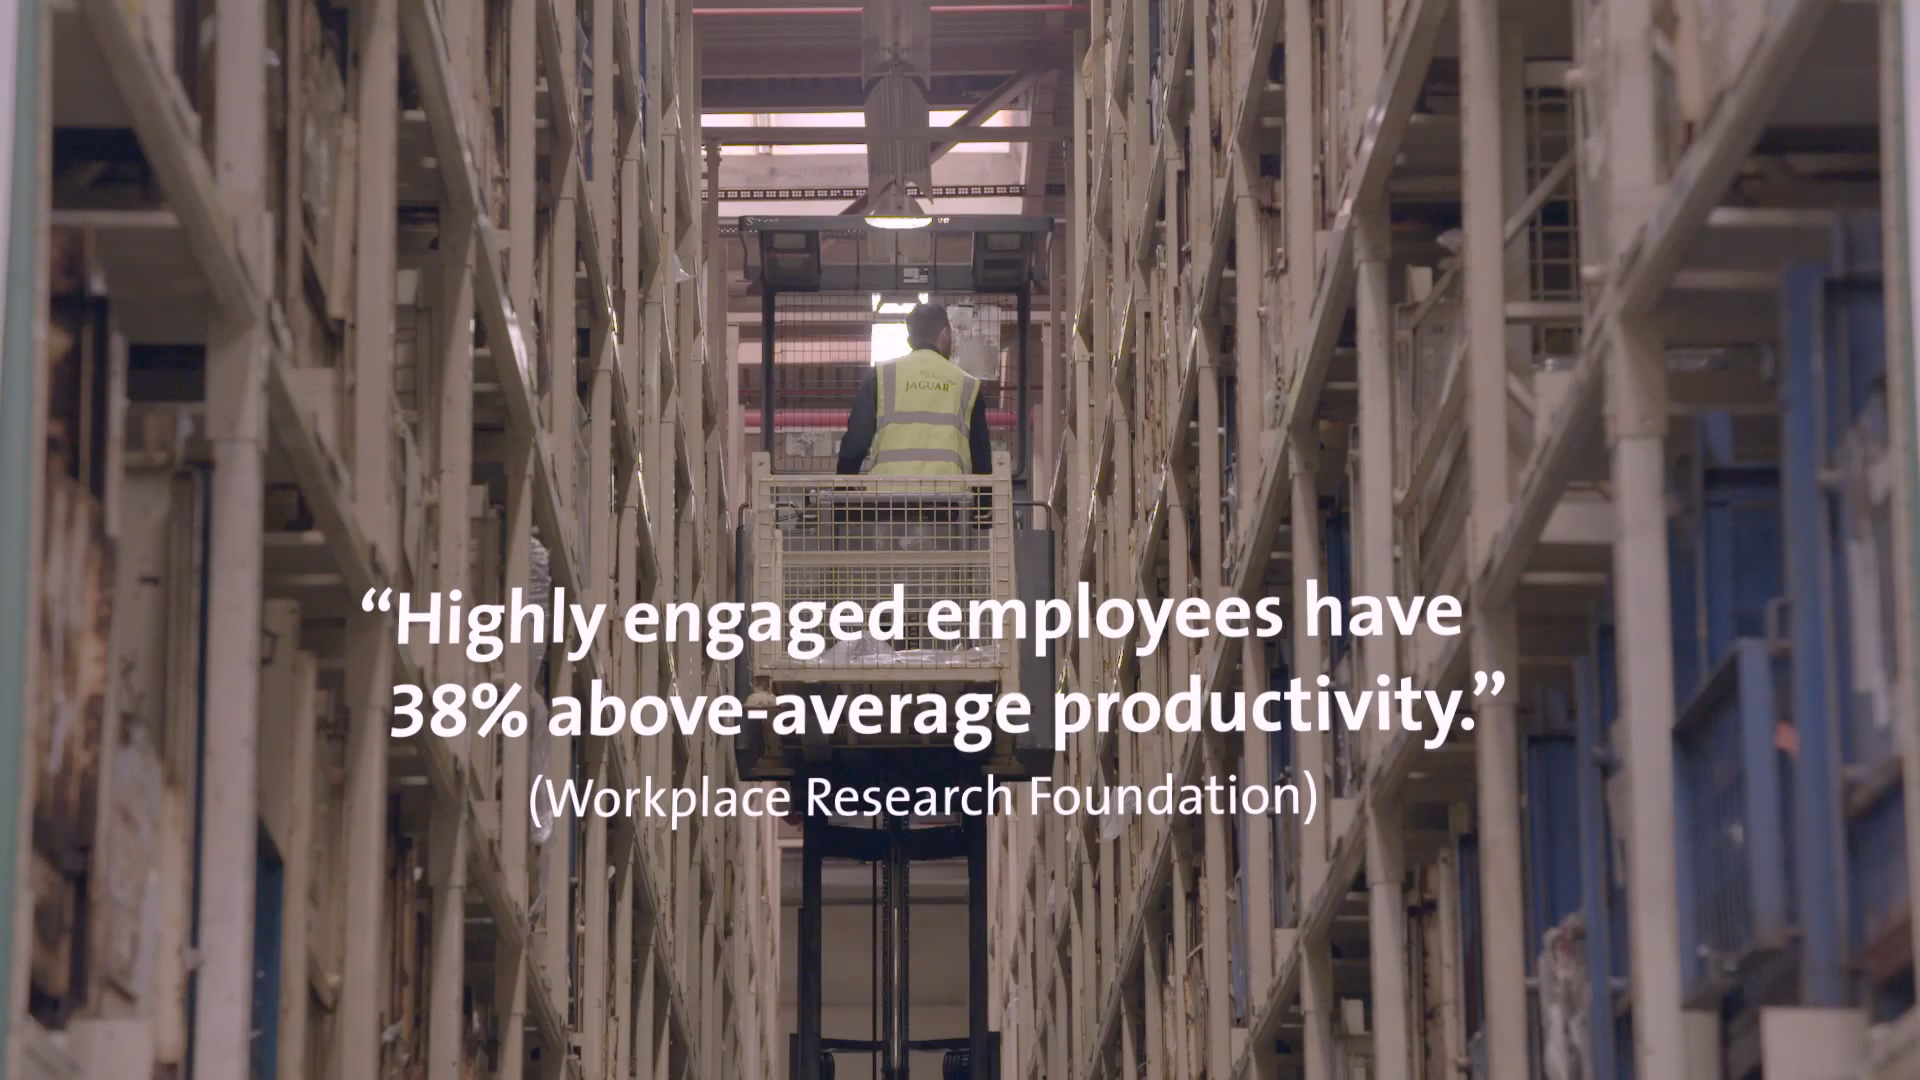 JAGUAR
“Highly engaged employees have
38% above-average productivity.”
(Workplace Research Foundation)